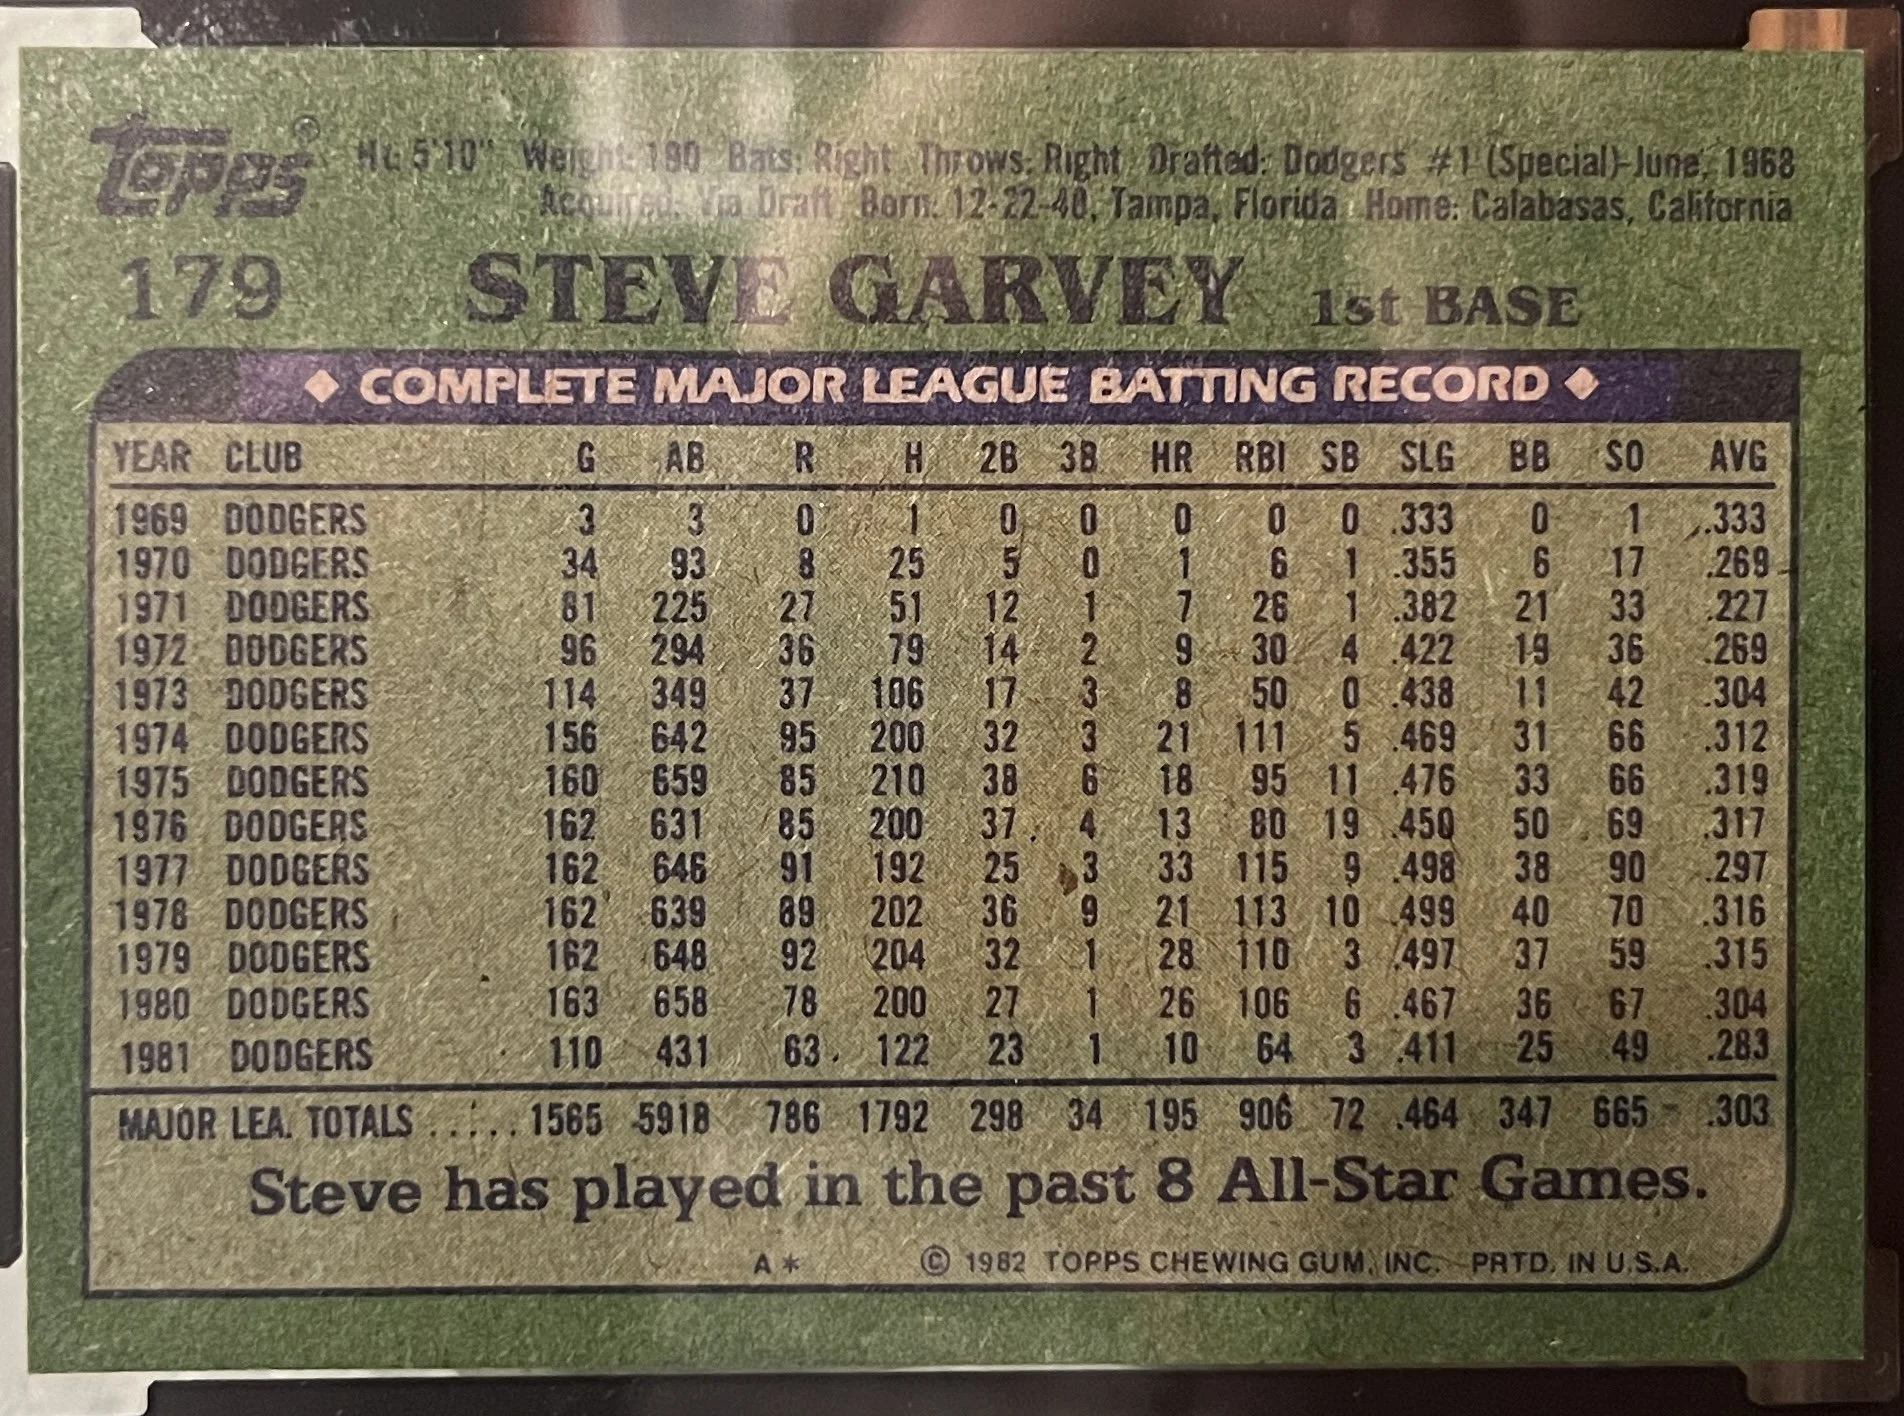 Topps®
Ht: 5'10" Weight: 190 Bats: Right Throws: Right Drafted: Dodgers #1 (Special)-June, 1968
Acquired: Via Draft Born: 12-22-48, Tampa, Florida Home: Calabasas, California
179 STEVE GARVEY 1st BASE
◆ COMPLETE MAJOR LEAGUE BATTING RECORD ◆
YEAR CLUB G AB R H 2B 3B HR RBI SB SLG BB SO AVG
1969 DODGERS 3 3 0 1 0 0 0 0 0 .333 0 1 .333
1970 DODGERS 34 93 8 25 5 0 1 6 1 .355 6 17 .269
1971 DODGERS 81 225 27 51 12 1 7 26 1 .382 21 33 .227
1972 DODGERS 96 294 36 79 14 2 9 30 4 .422 19 36 .269
1973 DODGERS 114 349 37 106 17 3 8 50 0 .438 11 42 .304
1974 DODGERS 156 642 95 200 32 3 21 111 5 .469 31 66 .312
1975 DODGERS 160 659 85 210 38 6 18 95 11 .476 33 66 .319
1976 DODGERS 162 631 85 200 37 4 13 80 19 .450 50 69 .317
1977 DODGERS 162 646 91 192 25 3 33 115 9 .498 38 90 .297
1978 DODGERS 162 639 89 202 36 9 21 113 10 .499 40 70 .316
1979 DODGERS 162 648 92 204 32 1 28 110 3 .497 37 59 .315
1980 DODGERS 163 658 78 200 27 1 26 106 6 .467 36 67 .304
1981 DODGERS 110 431 63 122 23 1 10 64 3 .411 25 49 .283
MAJOR LEA. TOTALS ...... 1565 5918 786 1792 298 34 195 906 72 .464 347 665 .303
Steve has played in the past 8 All-Star Games.
A* © 1982 TOPPS CHEWING GUM, INC. PRTD. IN U.S.A.